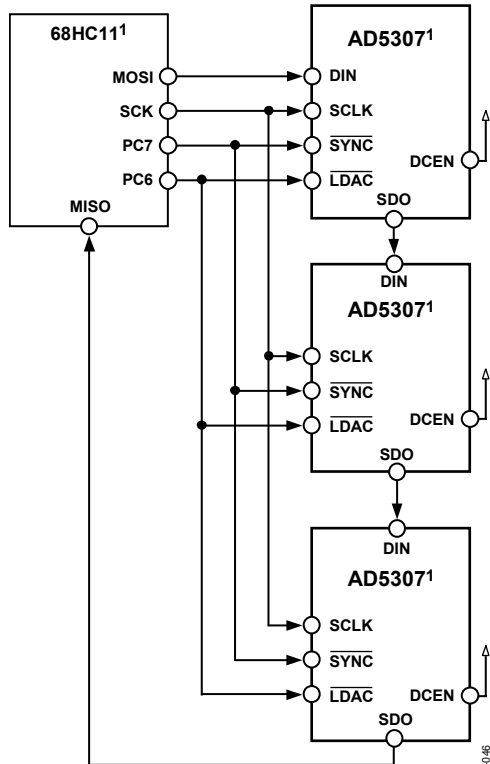 68HC11¹
MOSI
SCK
PC7
PC6
MISO
AD5307¹
DIN
SCLK
SYNC
LDAC
DCEN
SDO
DIN
AD5307¹
SCLK
SYNC
LDAC
DCEN
SDO
DIN
AD5307¹
SCLK
SYNC
LDAC
DCEN
SDO
-046